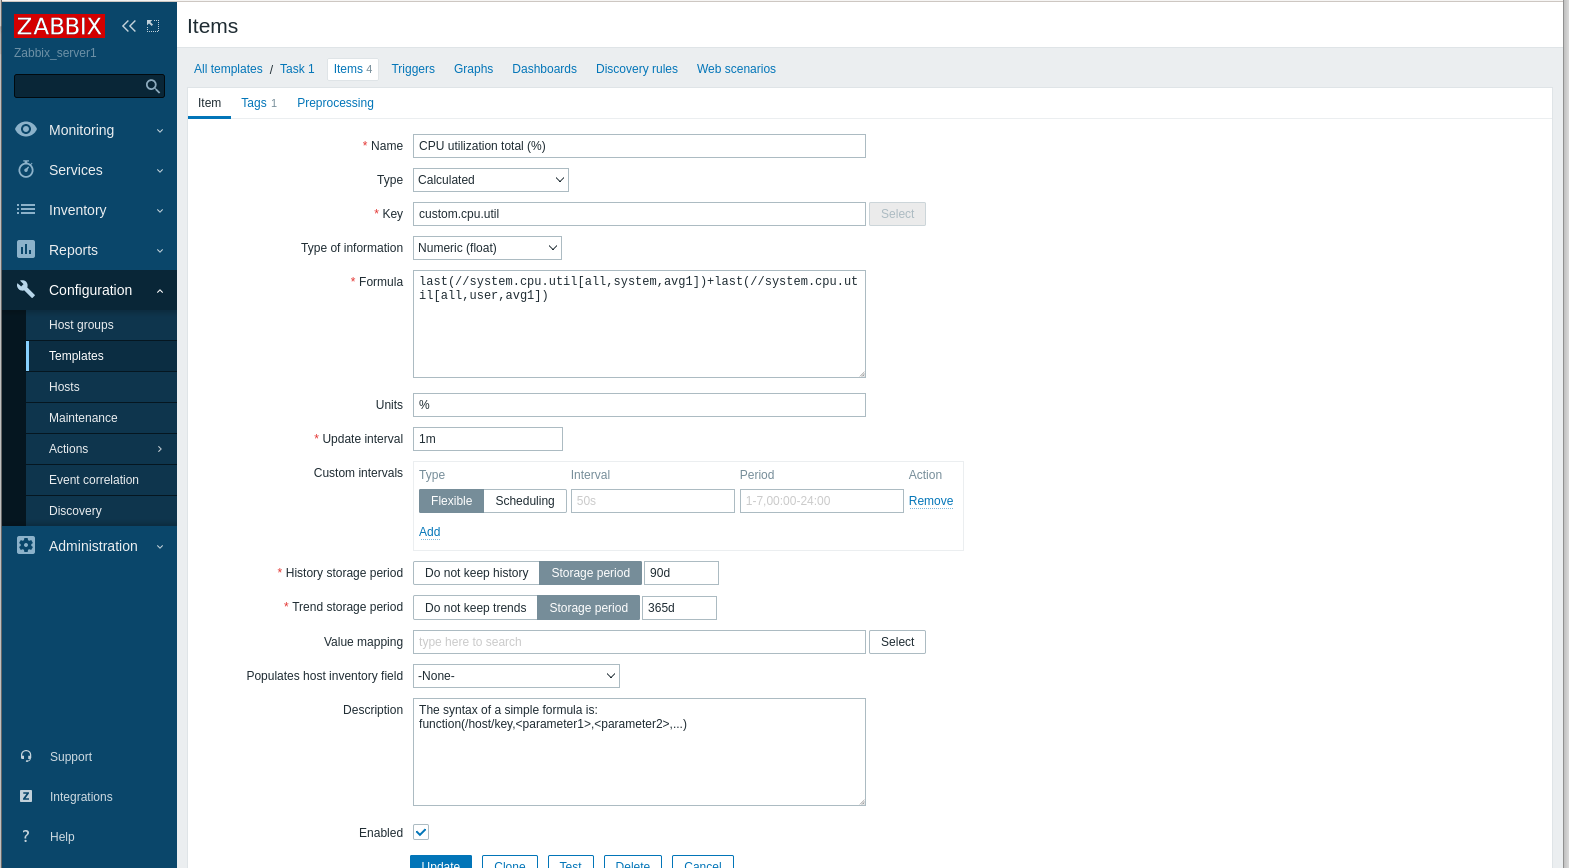 ZABBIX
Zabbix_server1
Monitoring
Services
Inventory
Reports
Configuration
Host groups
Templates
Hosts
Maintenance
Actions
Event correlation
Discovery
Administration
Support
Integrations
Help
Items
All templates / Task 1 Items 4 Triggers Graphs Dashboards Discovery rules Web scenarios
Item Tags 1 Preprocessing
* Name CPU utilization total (%)
Type Calculated
* Key custom.cpu.util Select
Type of information Numeric (float)
* Formula last(//system.cpu.util[all,system,avg1])+last(//system.cpu.ut
il[all,user,avg1])
Units %
* Update interval 1m
Custom intervals Type Interval Period Action
Flexible Scheduling 50s 1-7,00:00-24:00 Remove
Add
* History storage period Do not keep history Storage period 90d
* Trend storage period Do not keep trends Storage period 365d
Value mapping type here to search Select
Populates host inventory field -None-
Description The syntax of a simple formula is:
function(/host/key,<parameter1>,<parameter2>,...)
Enabled
Update Clone Test Delete Cancel